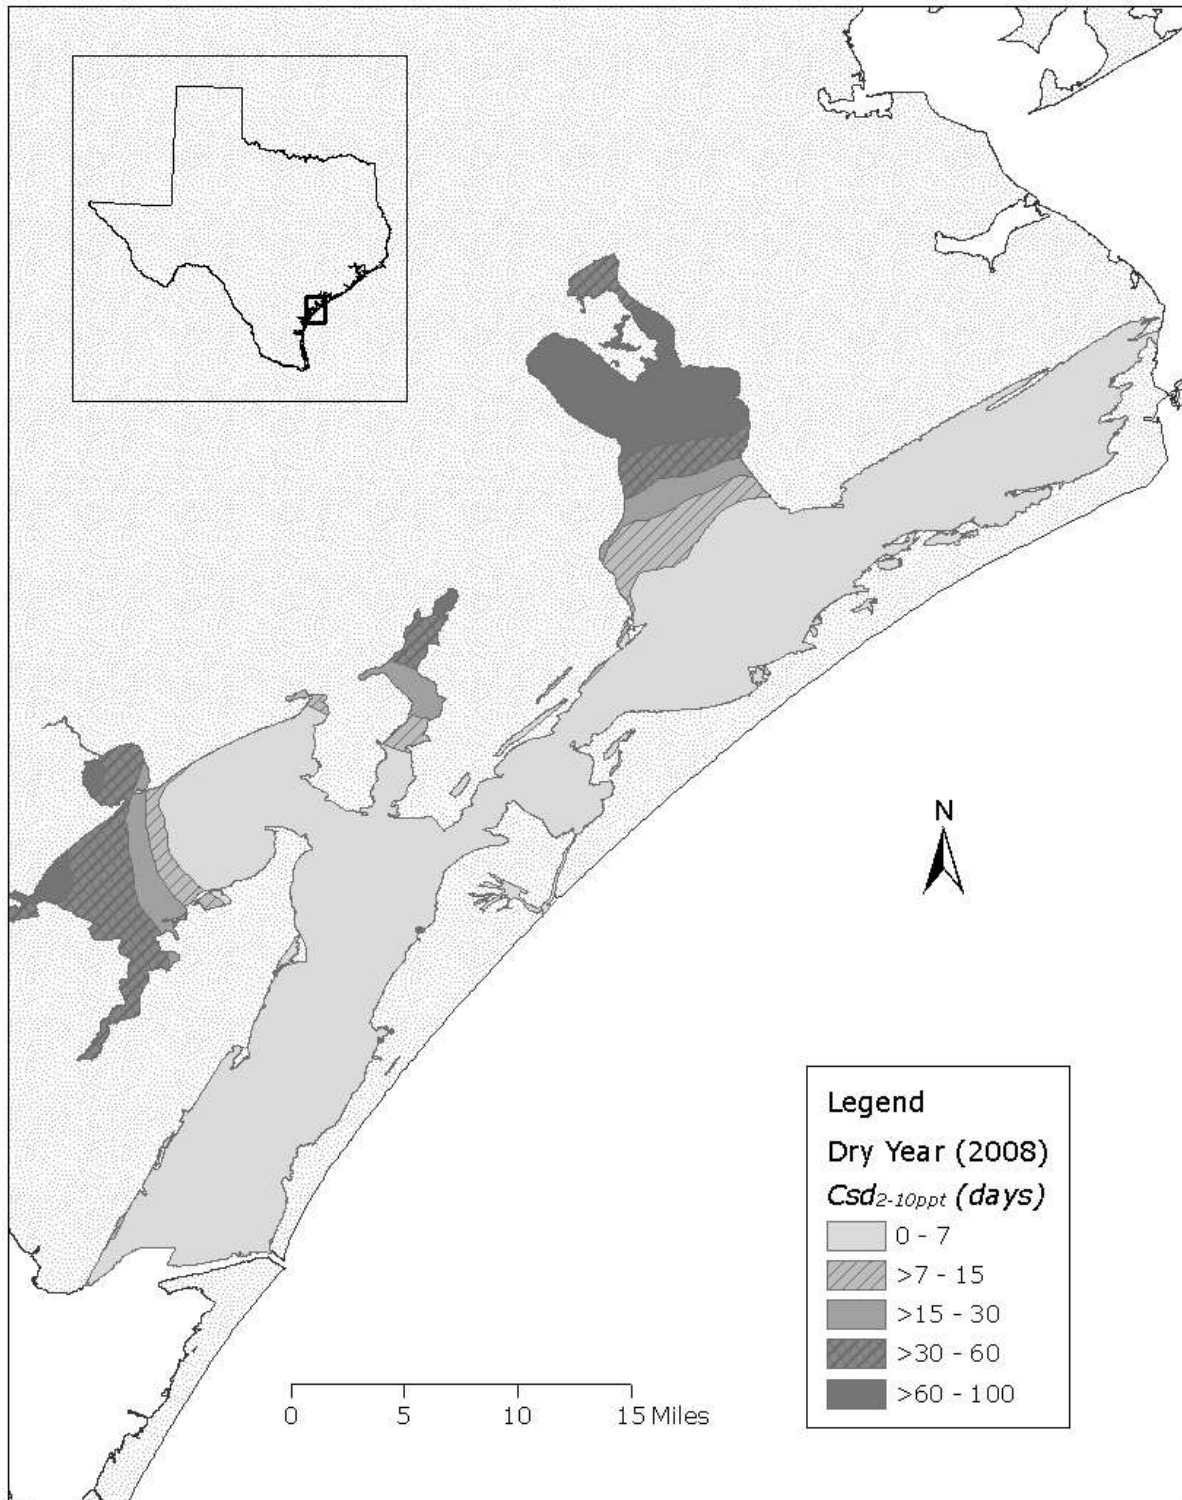 N
Legend
Dry Year (2008)
Csd2-10ppt (days)
0 - 7
>7 - 15
>15 - 30
>30 - 60
>60 - 100
0 5 10 15 Miles